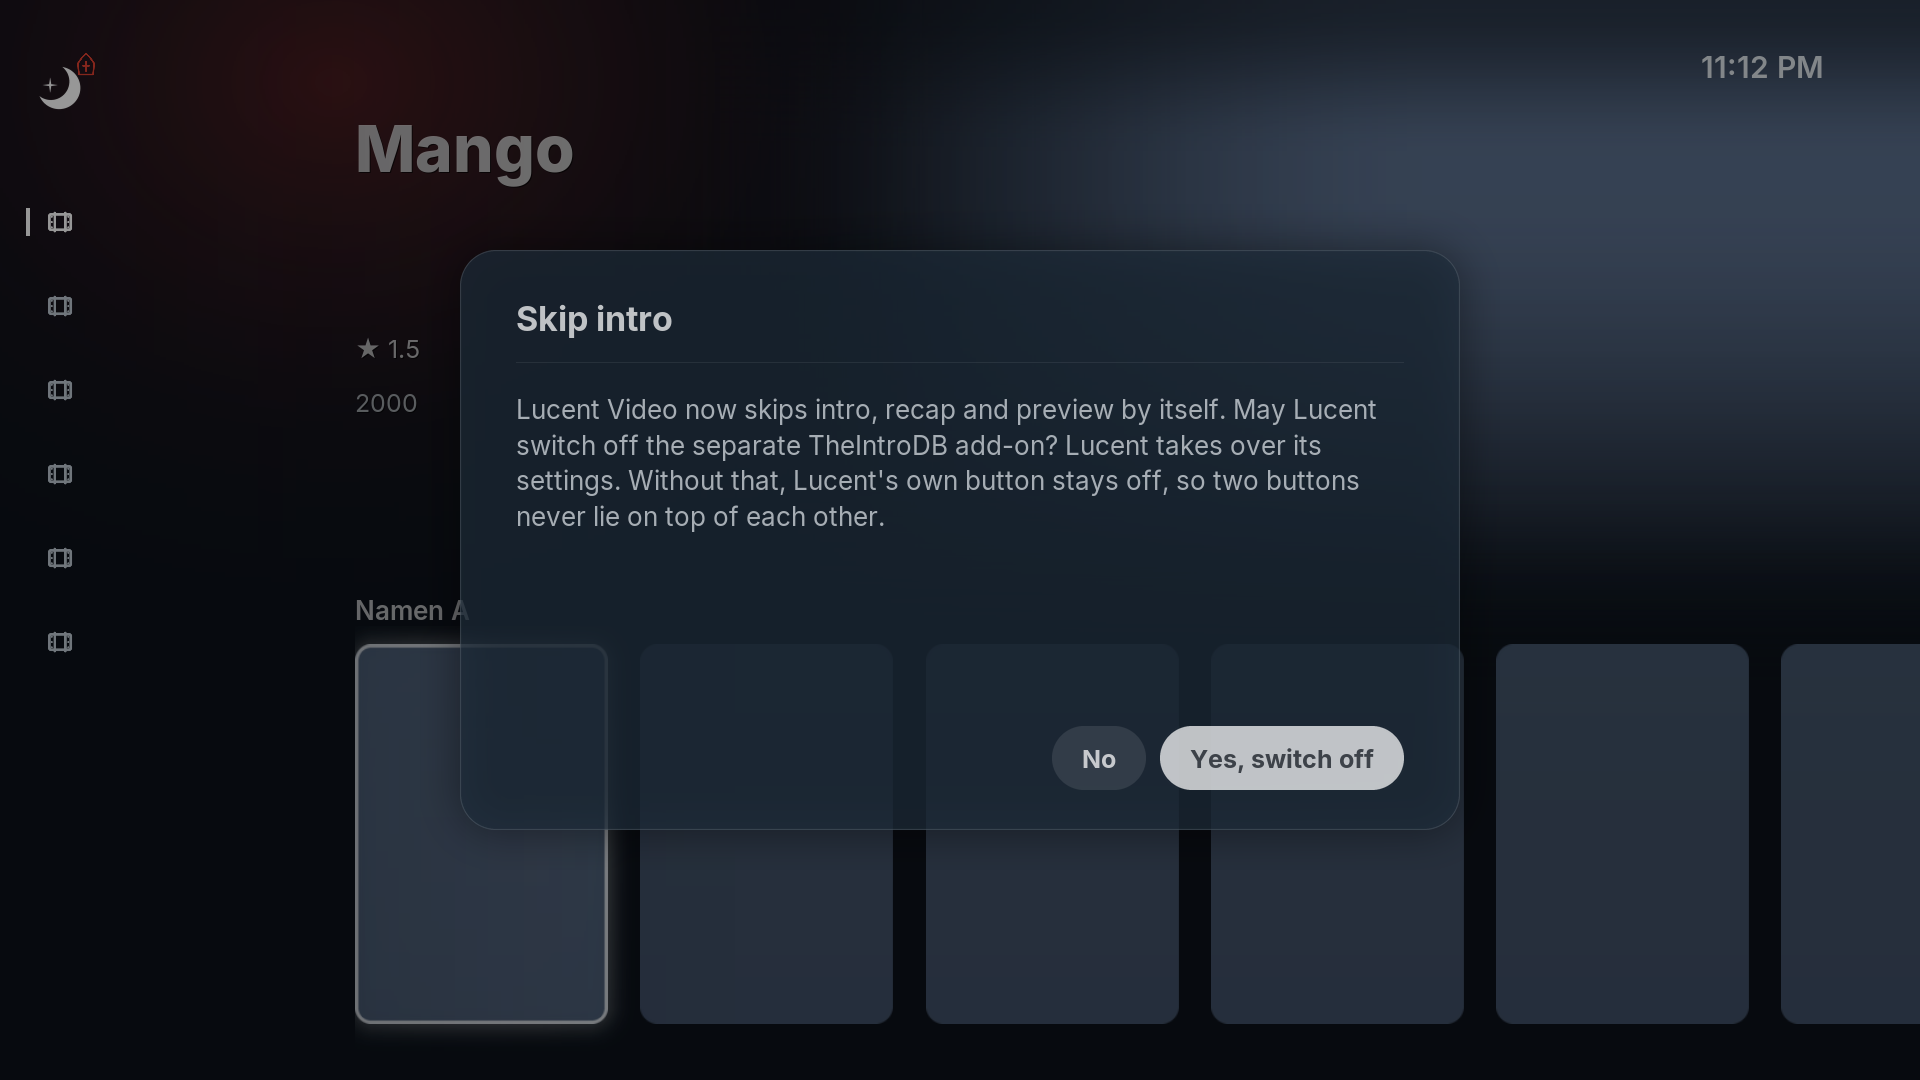 11:12 PM
Mango
★ 1.5
2000
Namen A
Skip intro
Lucent Video now skips intro, recap and preview by itself. May Lucent
switch off the separate TheIntroDB add-on? Lucent takes over its
settings. Without that, Lucent's own button stays off, so two buttons
never lie on top of each other.
No
Yes, switch off